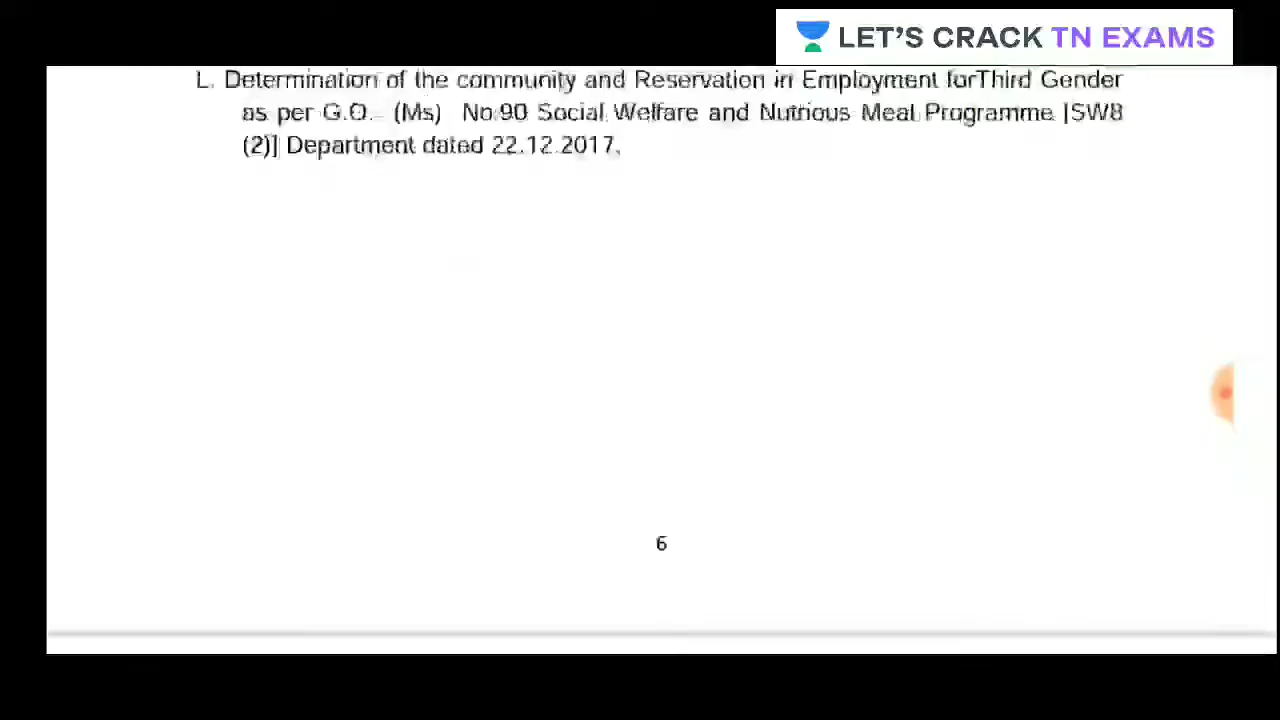 LET'S CRACK TN EXAMS
L. Determination of the community and Reservation in Employment forThird Gender
as per G.O. (Ms) No.90 Social Welfare and Nutrious Meal Programme [SW8
(2)] Department dated 22.12.2017.
6